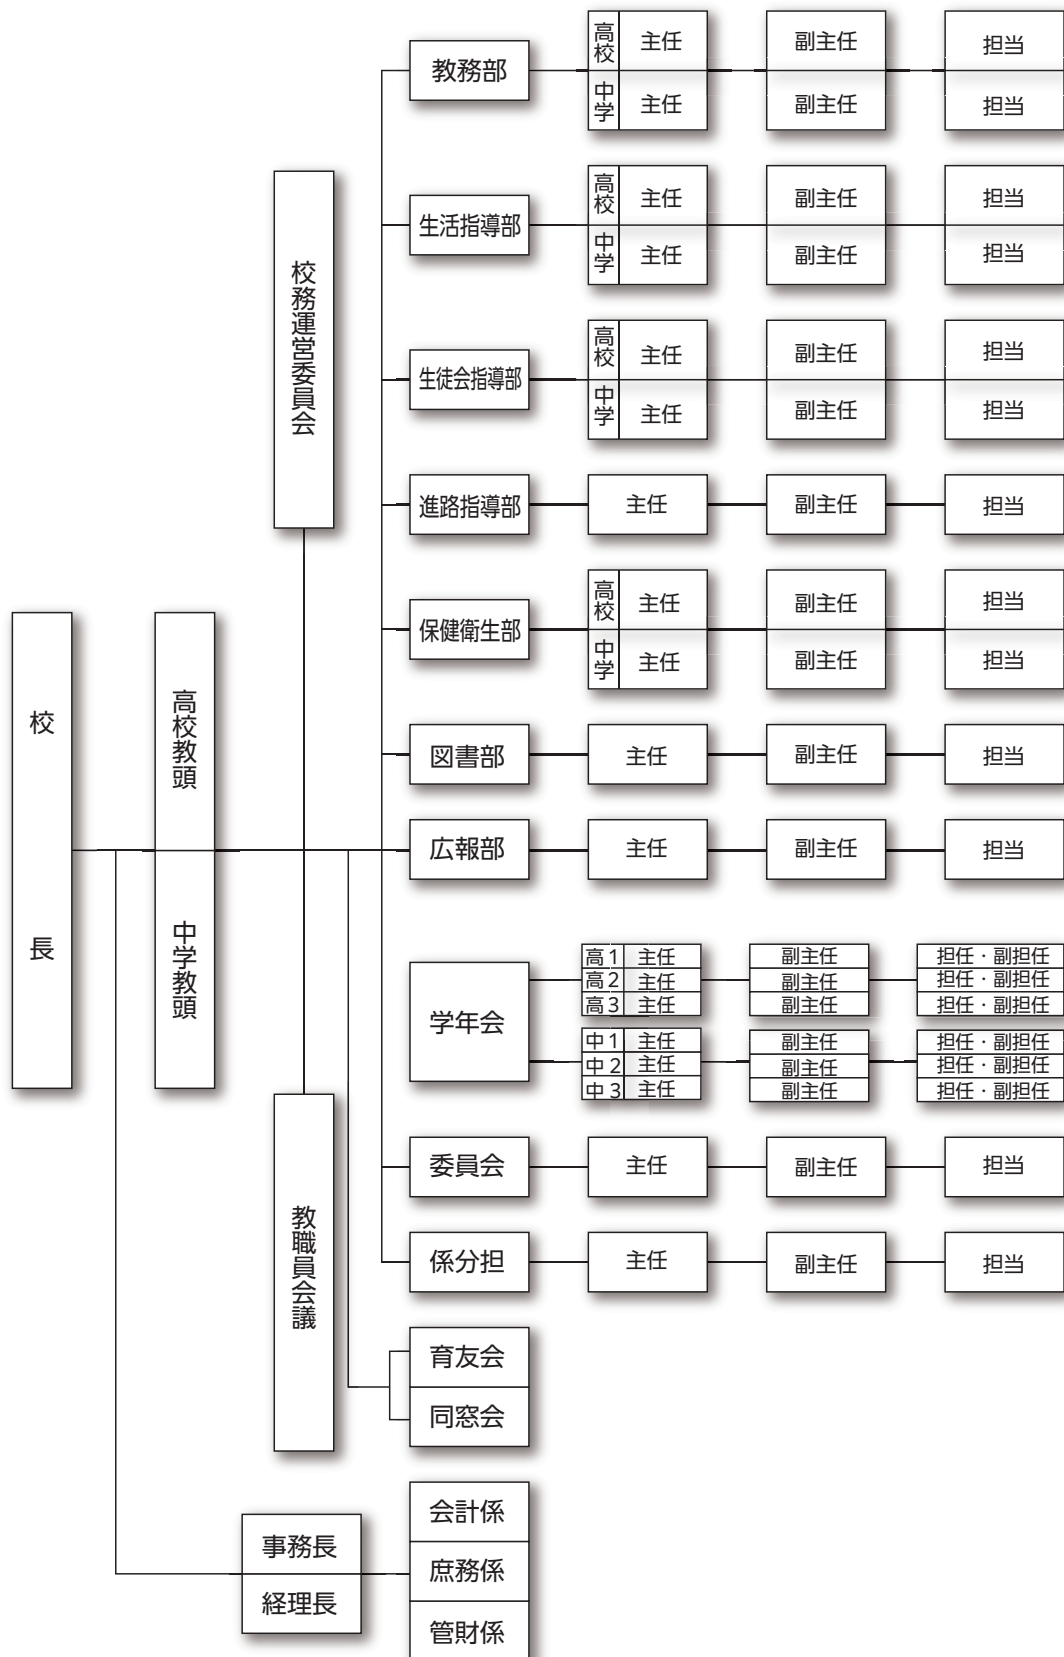 校長
高校教頭
中学教頭
校務運営委員会
教職員会議
教務部
高校 主任 副主任 担当
中学 主任 副主任 担当
生活指導部
高校 主任 副主任 担当
中学 主任 副主任 担当
生徒会指導部
高校 主任 副主任 担当
中学 主任 副主任 担当
進路指導部 主任 副主任 担当
保健衛生部
高校 主任 副主任 担当
中学 主任 副主任 担当
図書部 主任 副主任 担当
広報部 主任 副主任 担当
学年会
高1 主任 副主任 担任・副担任
高2 主任 副主任 担任・副担任
高3 主任 副主任 担任・副担任
中1 主任 副主任 担任・副担任
中2 主任 副主任 担任・副担任
中3 主任 副主任 担任・副担任
委員会 主任 副主任 担当
係分担 主任 副主任 担当
育友会
同窓会
事務長
経理長
会計係
庶務係
管財係